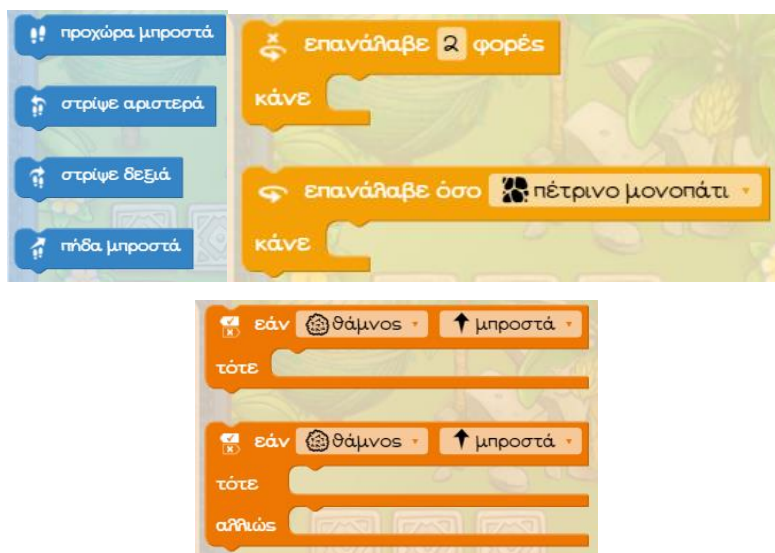 προχώρα μπροστά
στρίψε αριστερά
στρίψε δεξιά
πήδα μπροστά
επανάλαβε 2 φορές
κάνε
επανάλαβε όσο πέτρινο μονοπάτι
κάνε
εάν θάμνος μπροστά
τότε
εάν θάμνος μπροστά
τότε
αλλιώς